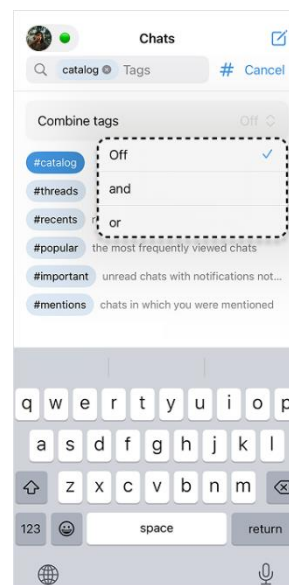 Chats
catalog Tags # Cancel
Combine tags Off
#catalog
Off
#threads
and
#recents
or
#popular the most frequently viewed chats
#important unread chats with notifications not...
#mentions chats in which you were mentioned
q w e r t y u i o p
a s d f g h j k l
z x c v b n m
123 space return